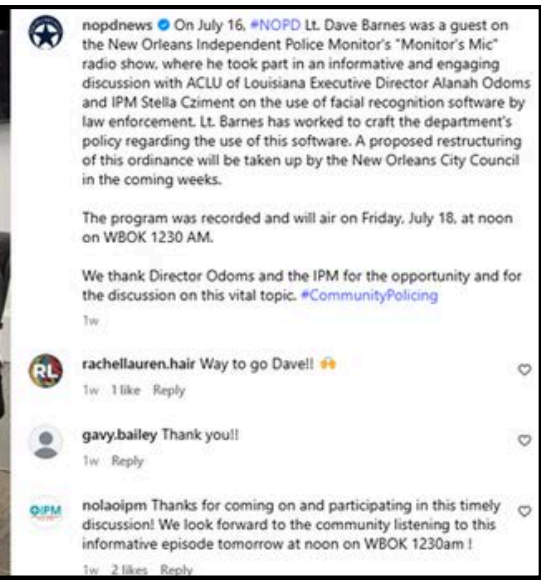 nopdnews On July 16, #NOPD Lt. Dave Barnes was a guest on
the New Orleans Independent Police Monitor's "Monitor's Mic"
radio show, where he took part in an informative and engaging
discussion with ACLU of Louisiana Executive Director Alanah Odoms
and IPM Stella Cziment on the use of facial recognition software by
law enforcement. Lt. Barnes has worked to craft the department's
policy regarding the use of this software. A proposed restructuring
of this ordinance will be taken up by the New Orleans City Council
in the coming weeks.
The program was recorded and will air on Friday, July 18, at noon
on WBOK 1230 AM.
We thank Director Odoms and the IPM for the opportunity and for
the discussion on this vital topic. #CommunityPolicing
1w
RL
rachellauren.hair Way to go Dave!! 🙌
1w 1 like Reply
gavy.bailey Thank you!!
1w Reply
OIPM
nolaoipm Thanks for coming on and participating in this timely
discussion! We look forward to the community listening to this
informative episode tomorrow at noon on WBOK 1230am !
1w 2 likes Reply